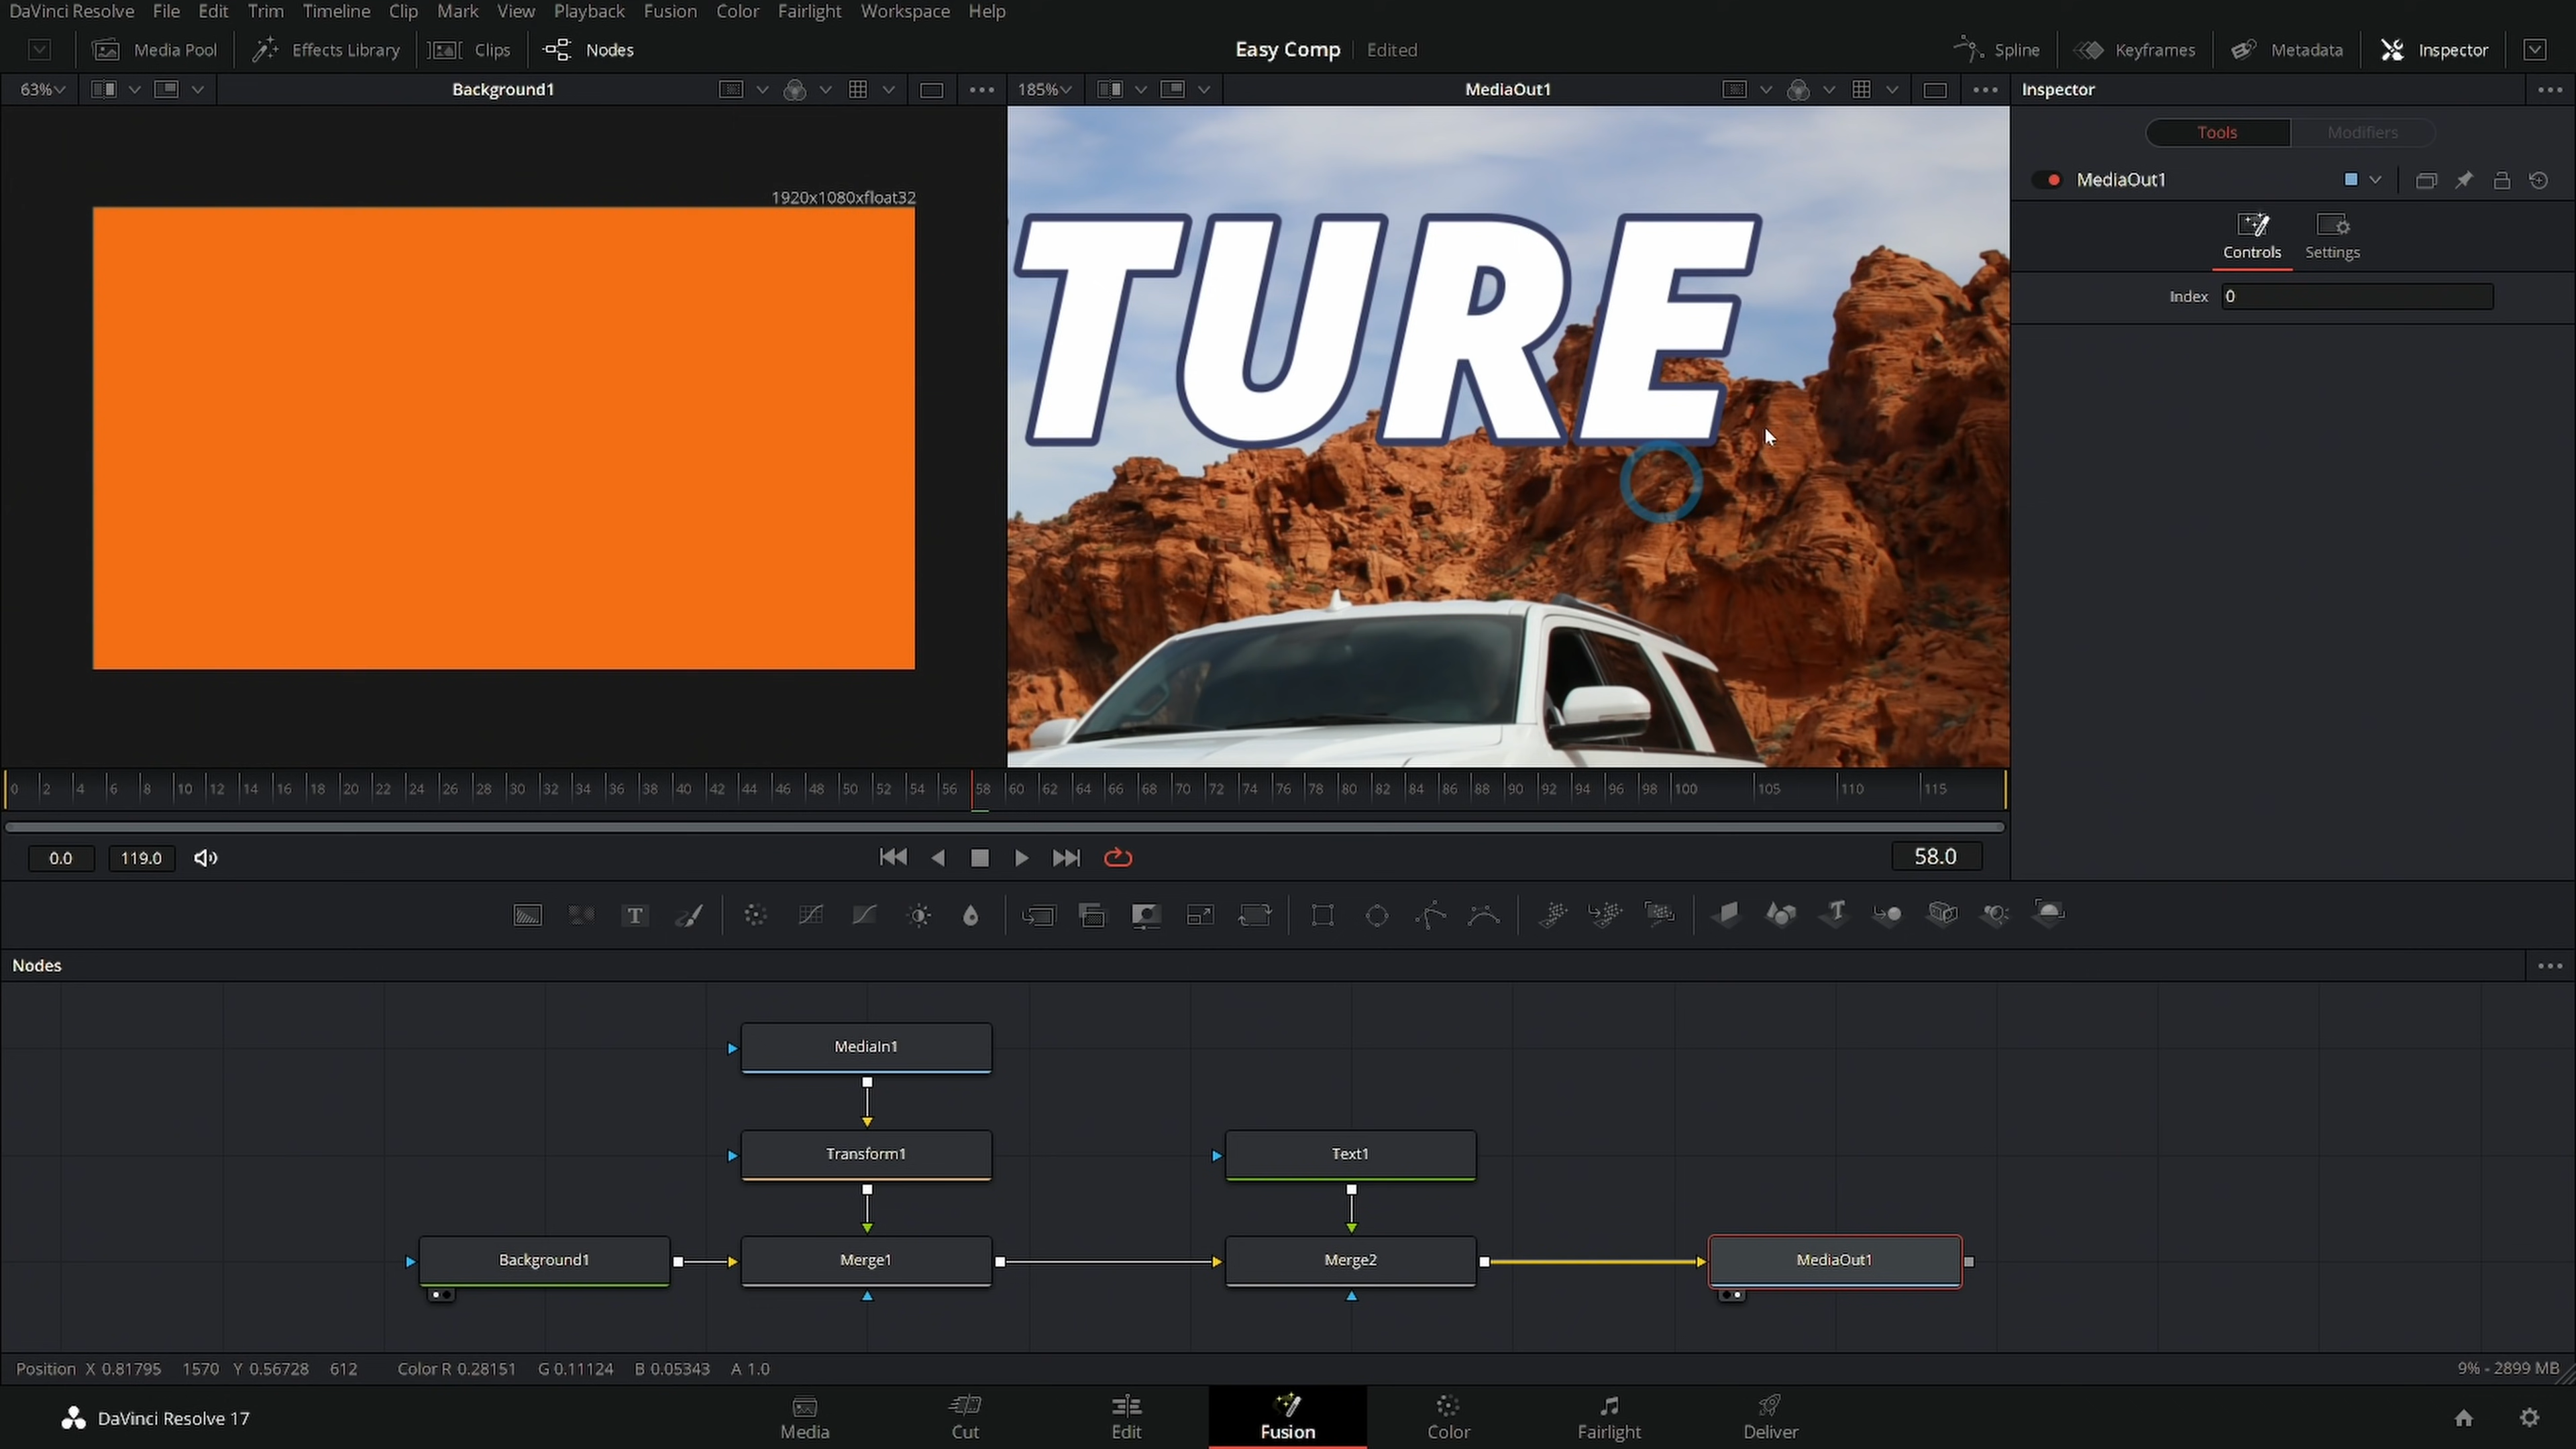 DaVinci Resolve File Edit Trim Timeline Clip Mark View Playback Fusion Color Fairlight Workspace Help
Media Pool Effects Library Clips Nodes Easy Comp Edited Spline Keyframes Metadata Inspector
63% Background1 185% MediaOut1 Inspector
Tools Modifiers
MediaOut1
1920x1080xfloat32
TURE
Controls Settings
Index 0
0 2 4 6 8 10 12 14 16 18 20 22 24 26 28 30 32 34 36 38 40 42 44 46 48 50 52 54 56 58 60 62 64 66 68 70 72 74 76 78 80 82 84 86 88 90 92 94 96 98 100 105 110 115
0.0 119.0 58.0
T
Nodes
MediaIn1
Transform1 Text1
Background1 Merge1 Merge2 MediaOut1
Position X 0.81795 1570 Y 0.56728 612 Color R 0.28151 G 0.11124 B 0.05343 A 1.0 9% - 2899 MB
DaVinci Resolve 17 Media Cut Edit Fusion Color Fairlight Deliver